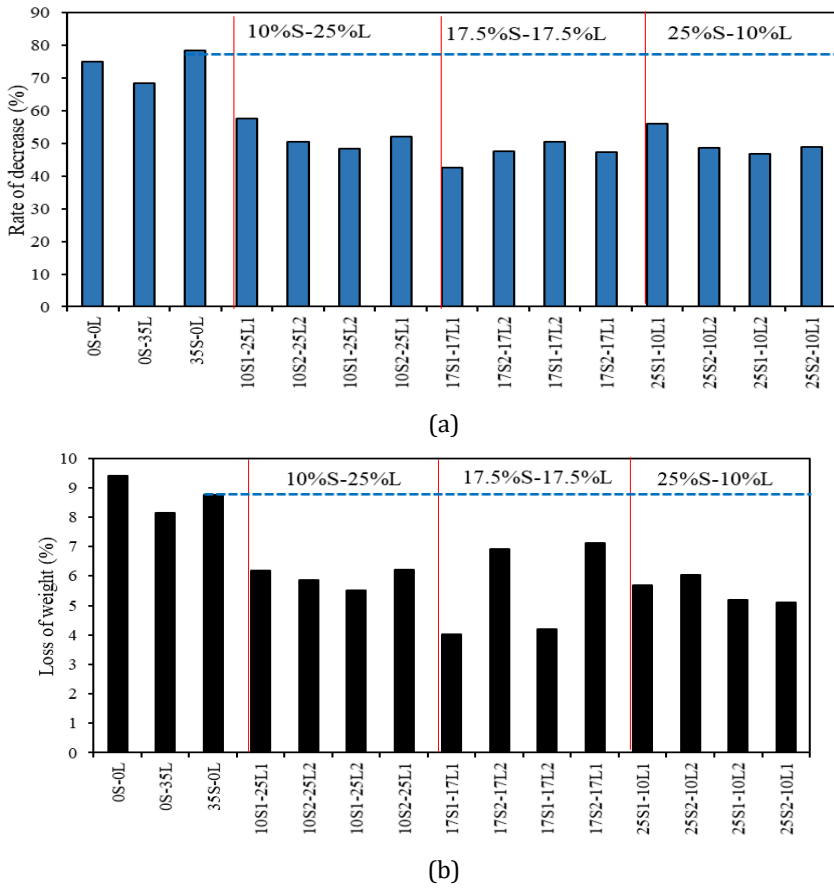 90
80
70
60
50
40
30
20
10
0
Rate of decrease (%)
10%S-25%L
17.5%S-17.5%L
25%S-10%L
0S-0L
0S-35L
35S-0L
10S1-25L1
10S2-25L2
10S1-25L2
10S2-25L1
17S1-17L1
17S2-17L2
17S1-17L2
17S2-17L1
25S1-10L1
25S2-10L2
25S1-10L2
25S2-10L1
(a)
10
9
8
7
6
5
4
3
2
1
0
Loss of weight (%)
10%S-25%L
17.5%S-17.5%L
25%S-10%L
0S-0L
0S-35L
35S-0L
10S1-25L1
10S2-25L2
10S1-25L2
10S2-25L1
17S1-17L1
17S2-17L2
17S1-17L2
17S2-17L1
25S1-10L1
25S2-10L2
25S1-10L2
25S2-10L1
(b)